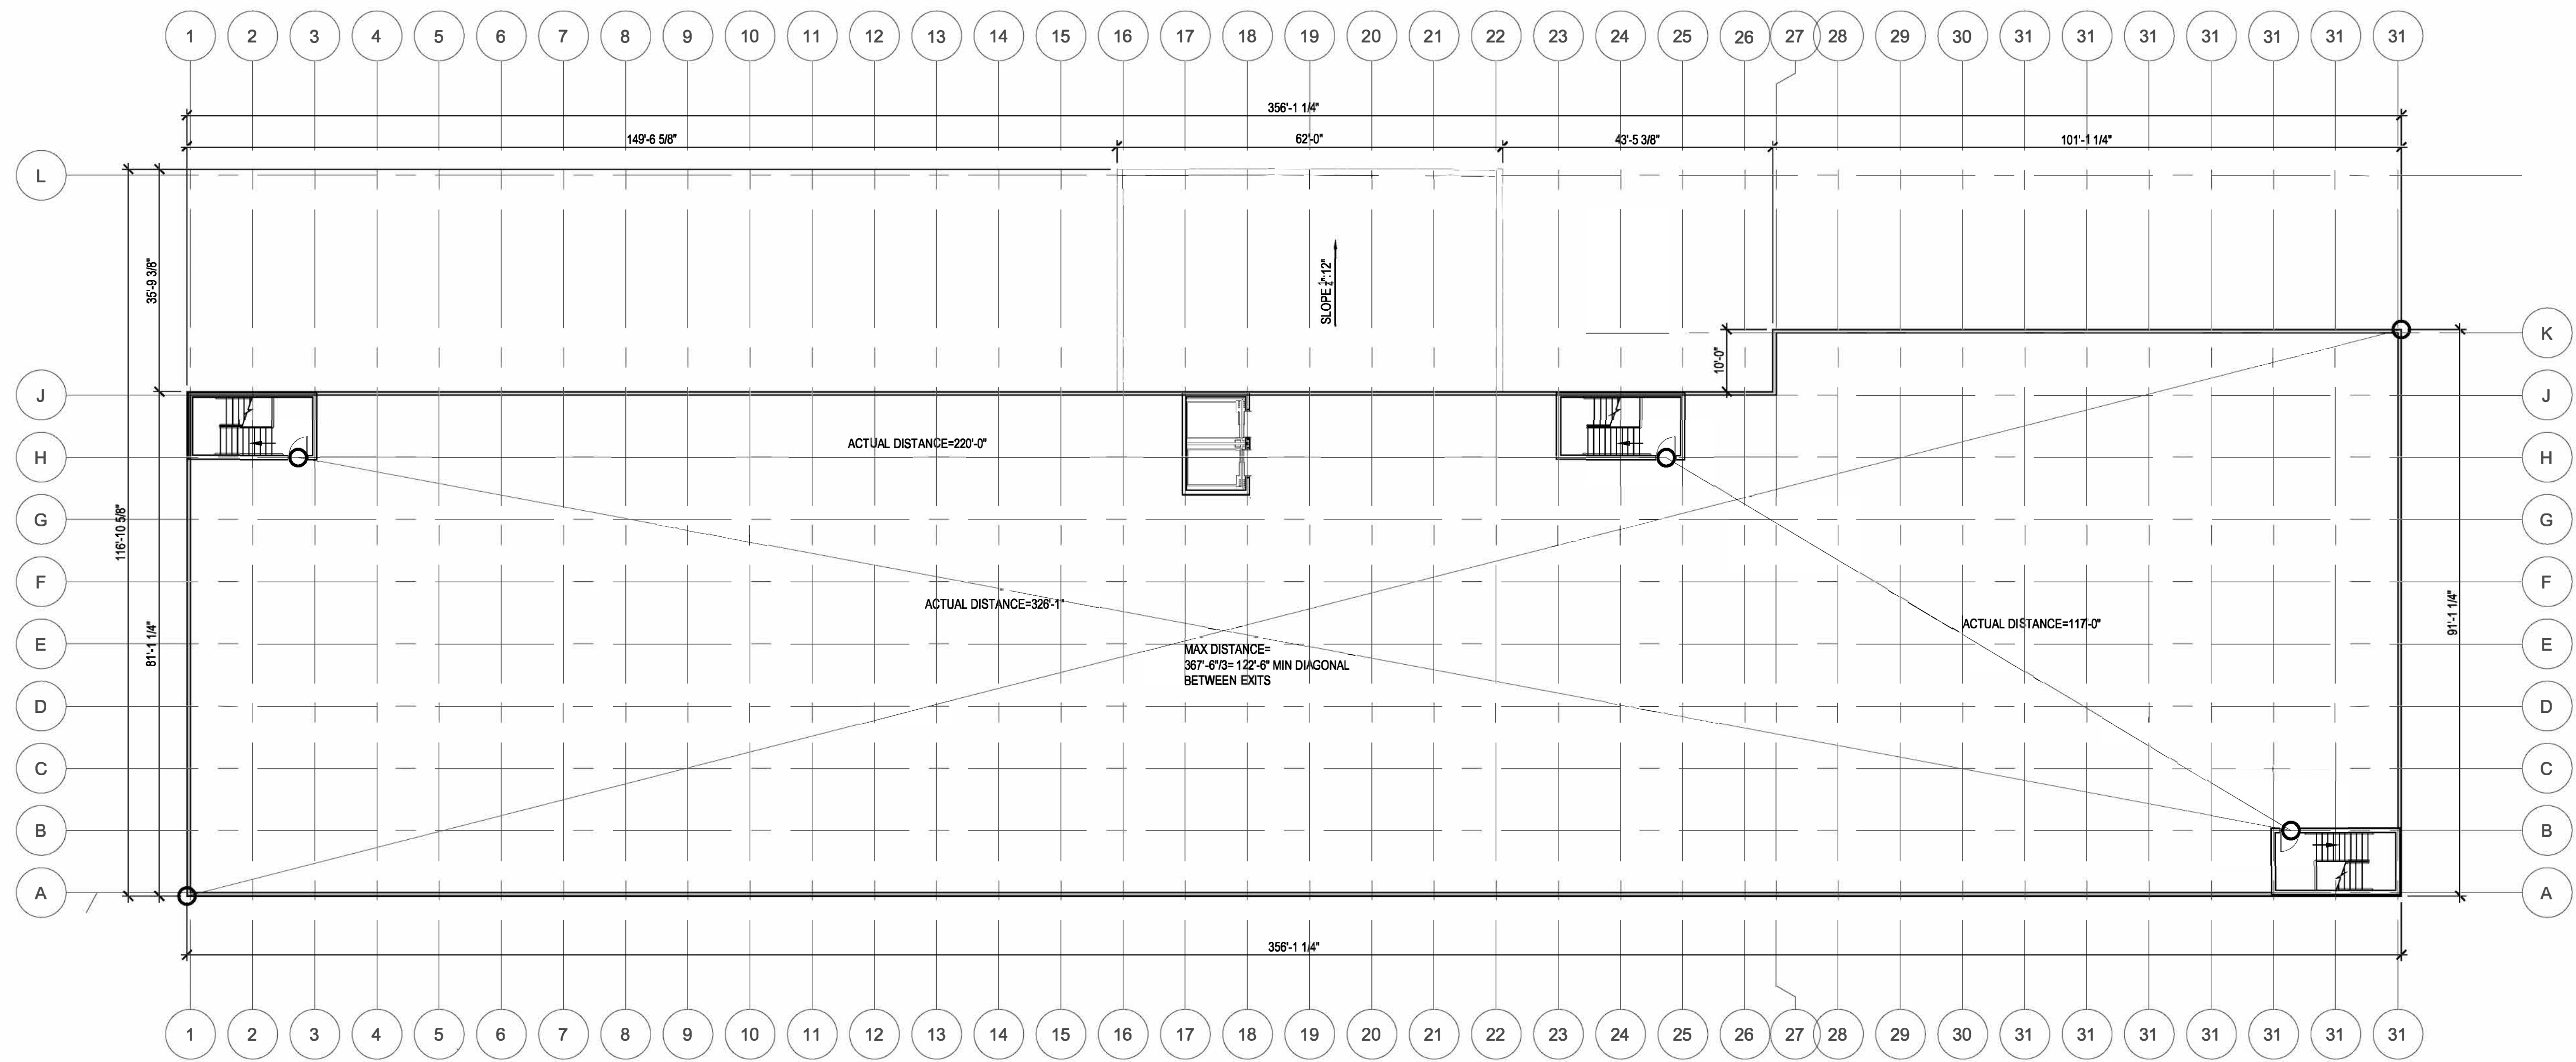 1 2 3 4 5 6 7 8 9 10 11 12 13 14 15 16 17 18 19 20 21 22 23 24 25 26 27 28 29 30 31 31 31 31 31 31 31
356'-1 1/4"
149'-6 5/8" 62'-0" 43'-5 3/8" 101'-1 1/4"
L
35'-9 3/8"
SLOPE ¼":12"
K
10'-0"
J J
ACTUAL DISTANCE=220'-0"
H H
G G
116'-10 5/8"
F F
ACTUAL DISTANCE=326'-1"
91'-1 1/4"
ACTUAL DISTANCE=117'-0"
81'-1 1/4"
E E
MAX DISTANCE=
367'-6"/3= 122'-6" MIN DIAGONAL
BETWEEN EXITS
D D
C C
B B
A A
356'-1 1/4"
1 2 3 4 5 6 7 8 9 10 11 12 13 14 15 16 17 18 19 20 21 22 23 24 25 26 27 28 29 30 31 31 31 31 31 31 31